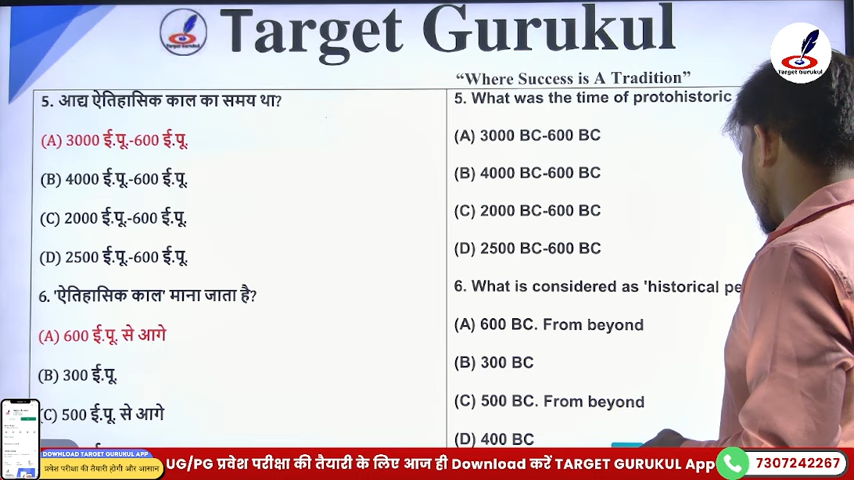 Target Gurukul
"Where Success is A Tradition"
5. आद्य ऐतिहासिक काल का समय था?
(A) 3000 ई.पू.-600 ई.पू.
(B) 4000 ई.पू.-600 ई.पू.
(C) 2000 ई.पू.-600 ई.पू.
(D) 2500 ई.पू.-600 ई.पू.
6. 'ऐतिहासिक काल' माना जाता है?
(A) 600 ई.पू. से आगे
(B) 300 ई.पू.
(C) 500 ई.पू. से आगे
5. What was the time of protohistoric
(A) 3000 BC-600 BC
(B) 4000 BC-600 BC
(C) 2000 BC-600 BC
(D) 2500 BC-600 BC
6. What is considered as 'historical pe
(A) 600 BC. From beyond
(B) 300 BC
(C) 500 BC. From beyond
(D) 400 BC
Target Gurukul
DOWNLOAD TARGET GURUKUL APP
प्रवेश परीक्षा की तैयारी होगी और आसान
UG/PG प्रवेश परीक्षा की तैयारी के लिए आज ही Download करें TARGET GURUKUL App
7307242267